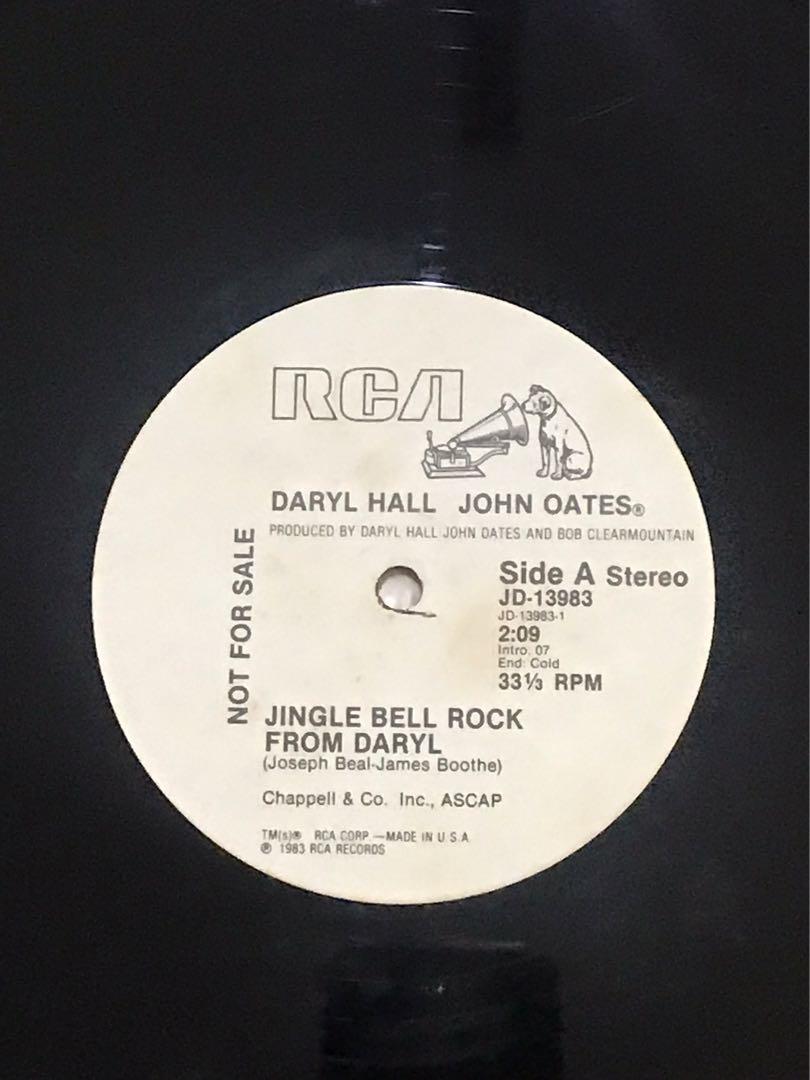 RCA
DARYL HALL JOHN OATES®
PRODUCED BY DARYL HALL JOHN OATES AND BOB CLEARMOUNTAIN
NOT FOR SALE
Side A Stereo
JD-13983
JD-13983-1
2:09
Intro: 07
End: Cold
33⅓ RPM
JINGLE BELL ROCK
FROM DARYL
(Joseph Beal-James Boothe)
Chappell & Co. Inc., ASCAP
TM(s)® RCA CORP.—MADE IN U.S.A.
℗ 1983 RCA RECORDS